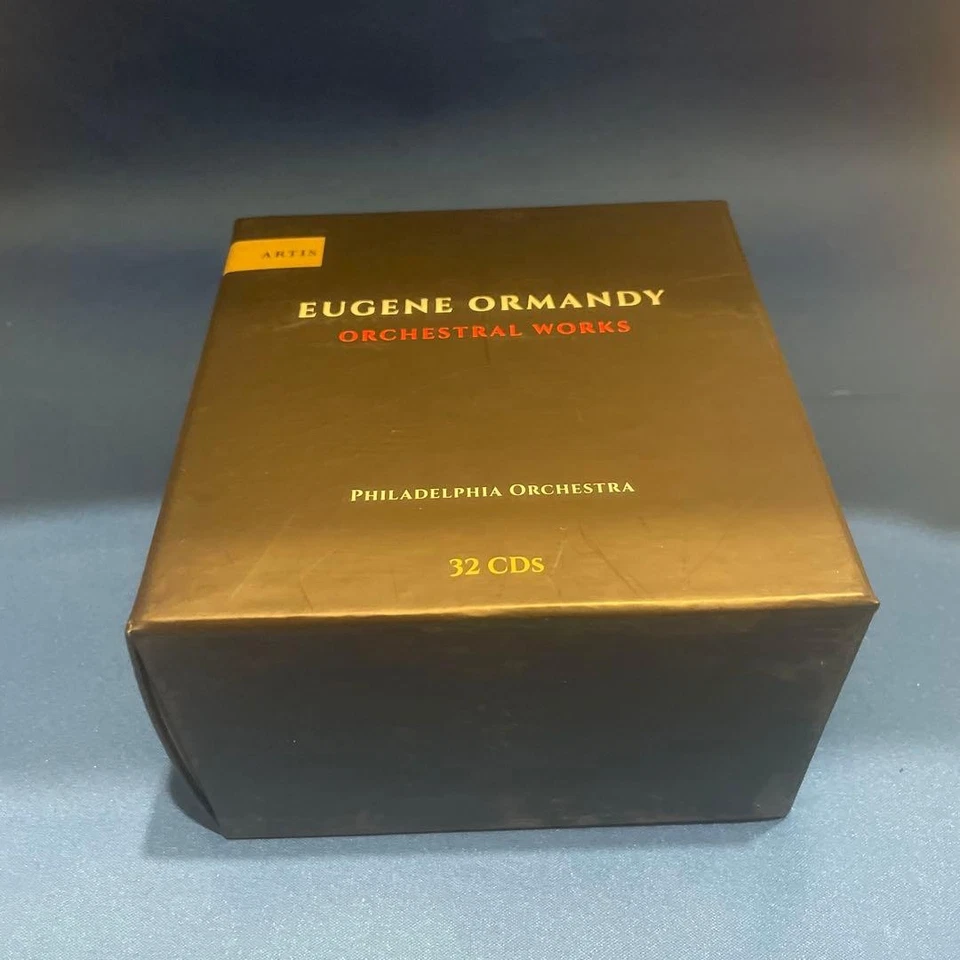 ARTIS
EUGENE ORMANDY
ORCHESTRAL WORKS
PHILADELPHIA ORCHESTRA
32 CDs